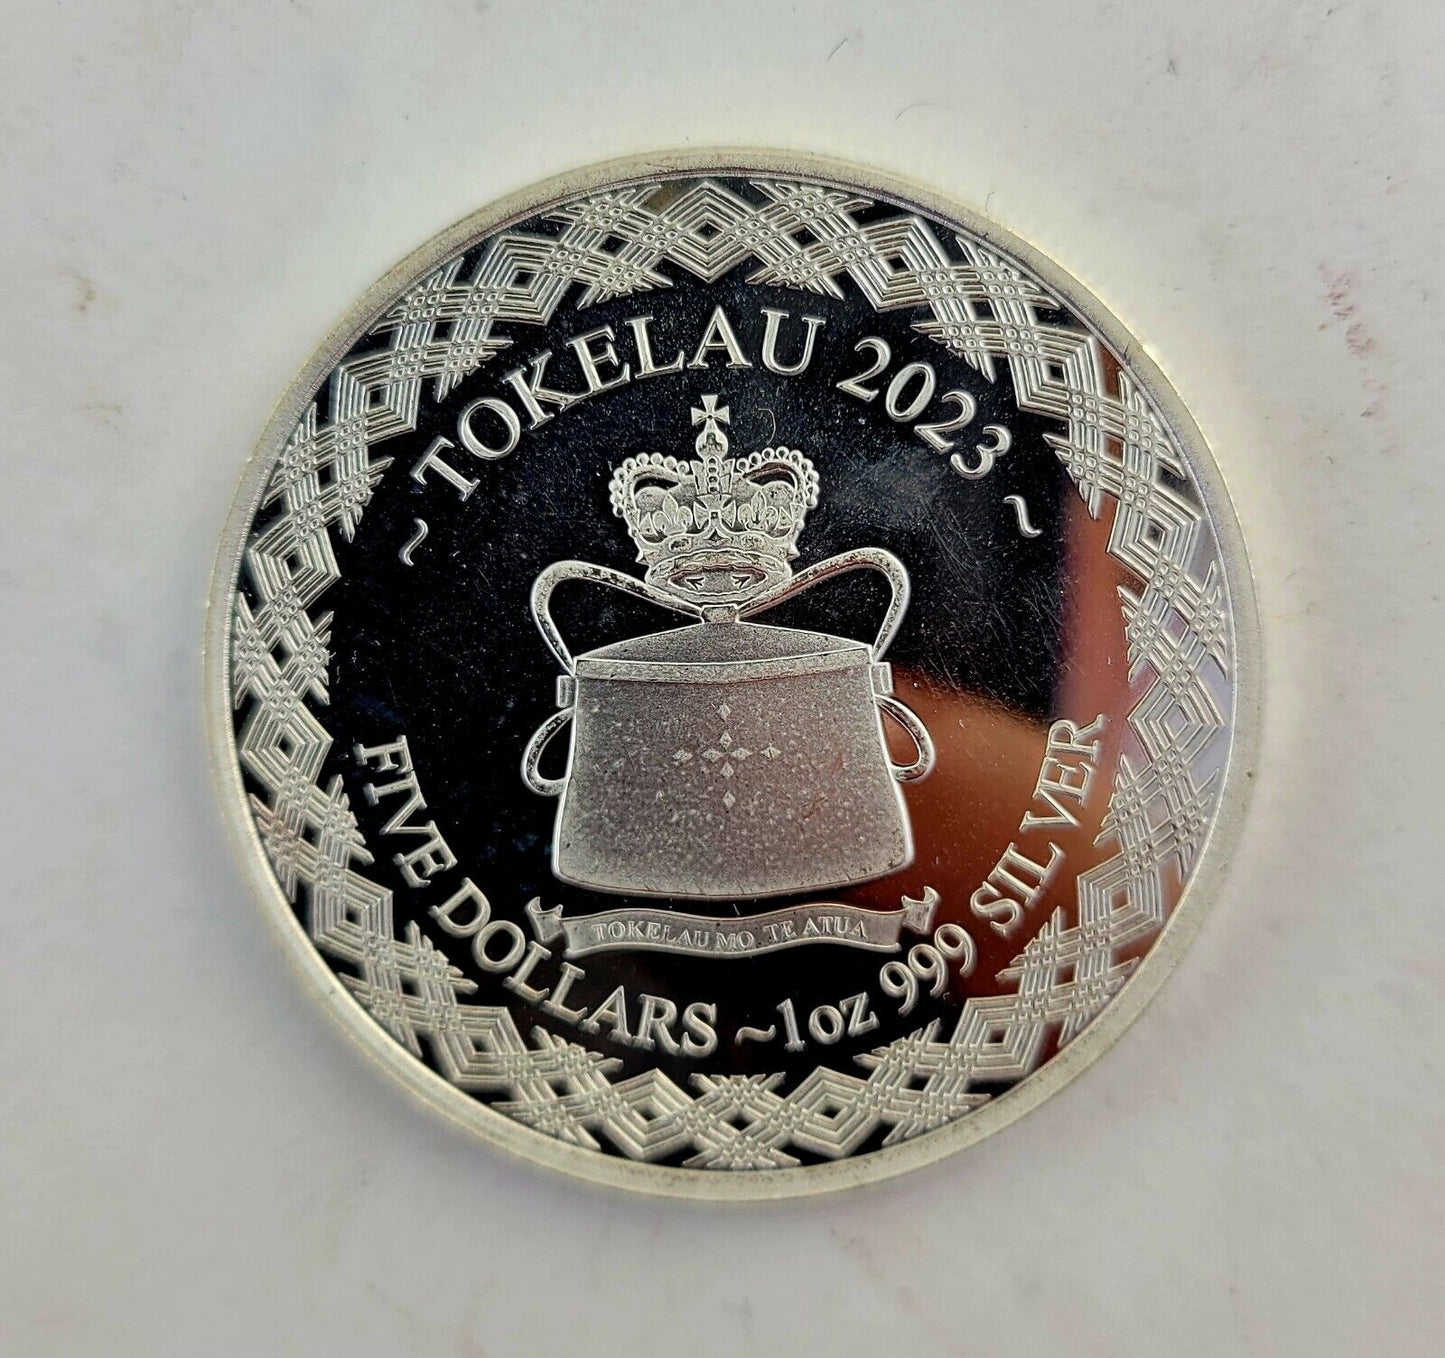 ~ TOKELAU 2023 ~
TOKELAU MO TE ATUA
FIVE DOLLARS ~1oz 999 SILVER